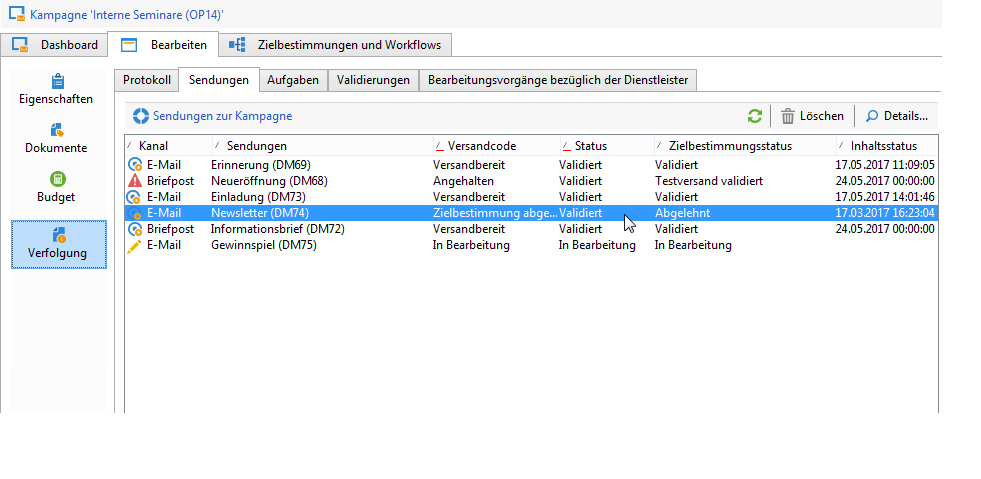 Kampagne 'Interne Seminare (OP14)'
Dashboard Bearbeiten Zielbestimmungen und Workflows
Eigenschaften
Dokumente
Budget
Verfolgung
Protokoll Sendungen Aufgaben Validierungen Bearbeitungsvorgänge bezüglich der Dienstleister
Sendungen zur Kampagne Löschen Details...
Kanal Sendungen Versandcode Status Zielbestimmungsstatus Inhaltsstatus
E-Mail Erinnerung (DM69) Versandbereit Validiert Validiert 17.05.2017 11:09:05
Briefpost Neueröffnung (DM68) Angehalten Validiert Testversand validiert 24.05.2017 00:00:00
E-Mail Einladung (DM73) Versandbereit Validiert Validiert 17.05.2017 14:01:46
E-Mail Newsletter (DM74) Zielbestimmung abge... Validiert Abgelehnt 17.03.2017 16:23:04
Briefpost Informationsbrief (DM72) Versandbereit Validiert Validiert 24.05.2017 00:00:00
E-Mail Gewinnspiel (DM75) In Bearbeitung In Bearbeitung In Bearbeitung